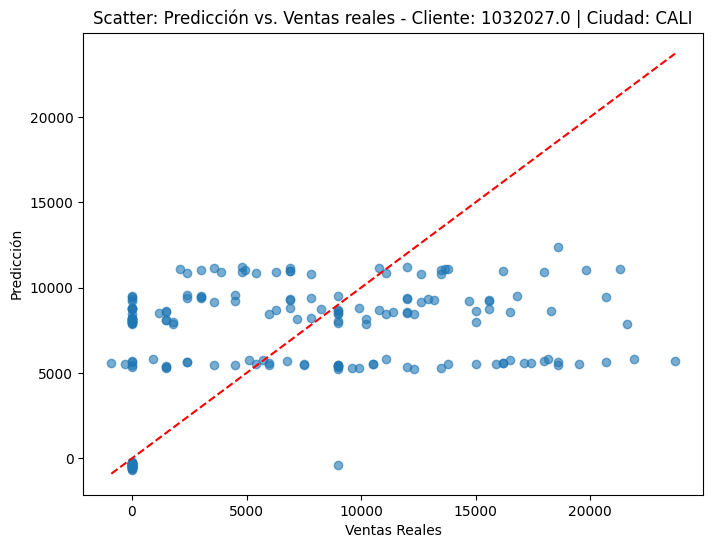 Scatter: Predicción vs. Ventas reales - Cliente: 1032027.0 | Ciudad: CALI
Predicción
20000
15000
10000
5000
0
0 5000 10000 15000 20000
Ventas Reales